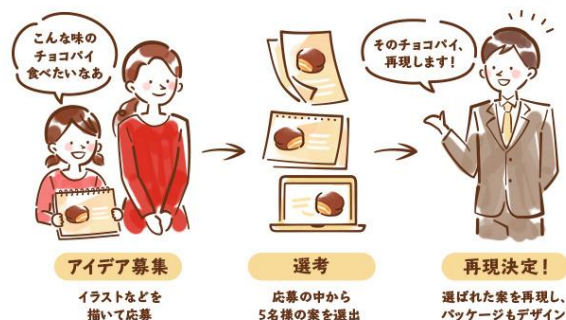 こんな味の
チョコパイ
食べたいなあ
そのチョコパイ、
再現します!
アイデア募集
イラストなどを
描いて応募
選考
応募の中から
5名様の案を選出
再現決定!
選ばれた案を再現し、
パッケージもデザイン